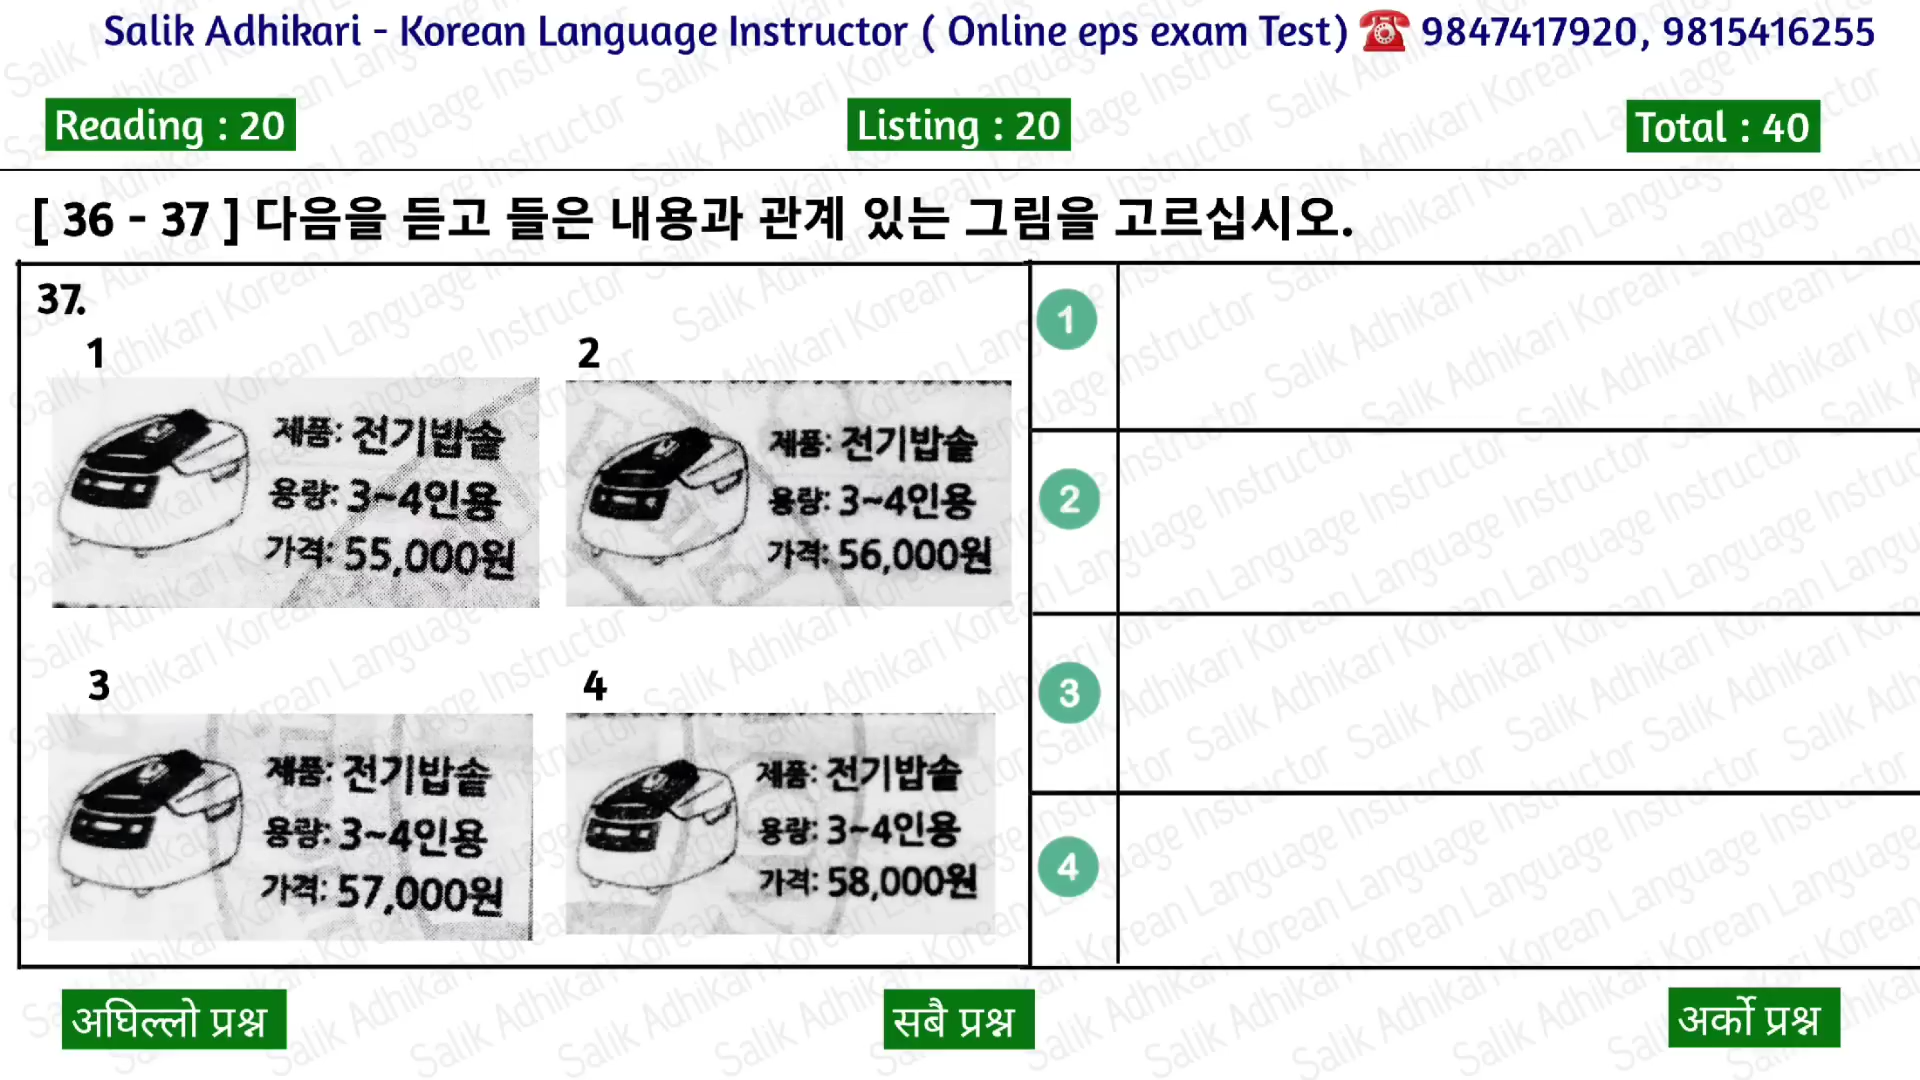 Salik Adhikari - Korean Language Instructor ( Online eps exam Test) ☎️ 9847417920, 9815416255
Reading : 20
Listing : 20
Total : 40
[ 36 - 37 ] 다음을 듣고 들은 내용과 관계 있는 그림을 고르십시오.
37.
1
제품: 전기밥솥
용량: 3~4인용
가격: 55,000원
2
제품: 전기밥솥
용량: 3~4인용
가격: 56,000원
3
제품: 전기밥솥
용량: 3~4인용
가격: 57,000원
4
제품: 전기밥솥
용량: 3~4인용
가격: 58,000원
1
2
3
4
अघिल्लो प्रश्न
सबै प्रश्न
अर्को प्रश्न
Salik Adhikari Korean Language Instructor